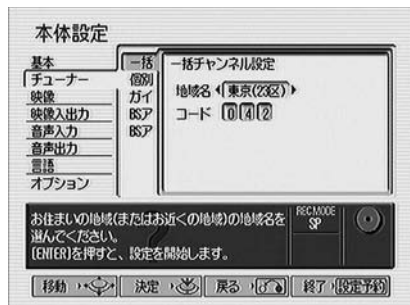 本体設定
基本
チューナー
映像
映像入出力
音声入力
音声出力
言語
オプション
一括
個別
ガイ
BSア
BSア
一括チャンネル設定
地域名 東京(23区)
コード 0 4 2
お住まいの地域(またはお近くの地域)の地域名を
選んでください。
[ENTER]を押すと、設定を開始します。
REC MODE
SP
移動 決定 戻る 終了 設定予約